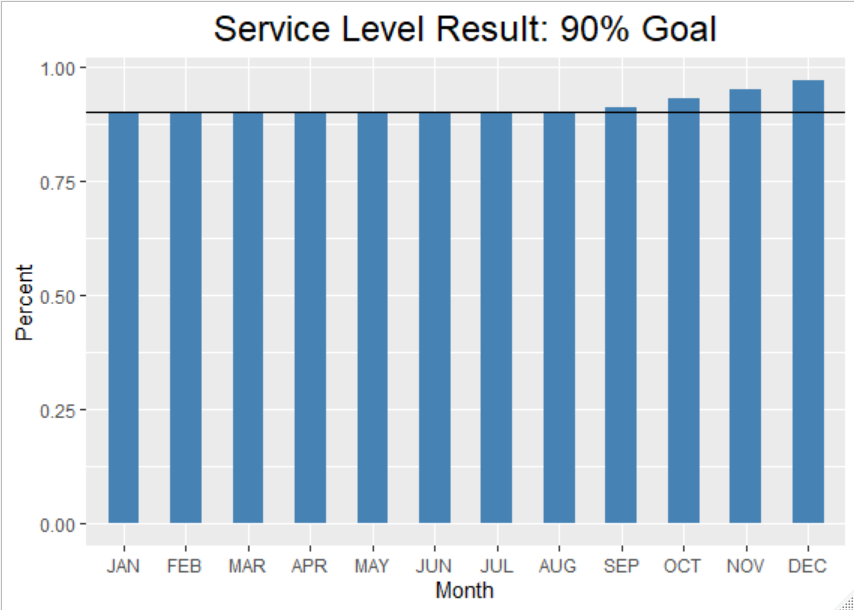 Service Level Result: 90% Goal
1.00
0.75
0.50
0.25
0.00
Percent
JAN FEB MAR APR MAY JUN JUL AUG SEP OCT NOV DEC
Month